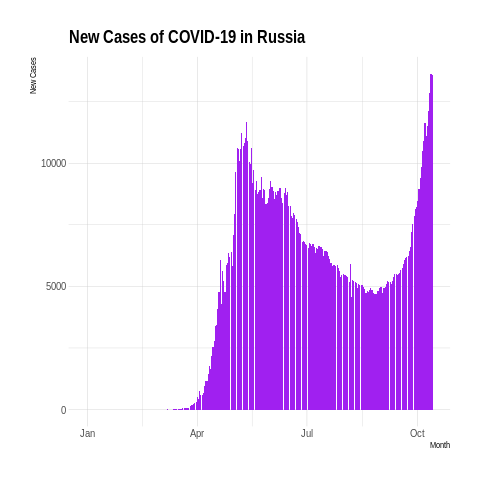 New Cases of COVID-19 in Russia
New Cases
10000
5000
0
Jan Apr Jul Oct
Month